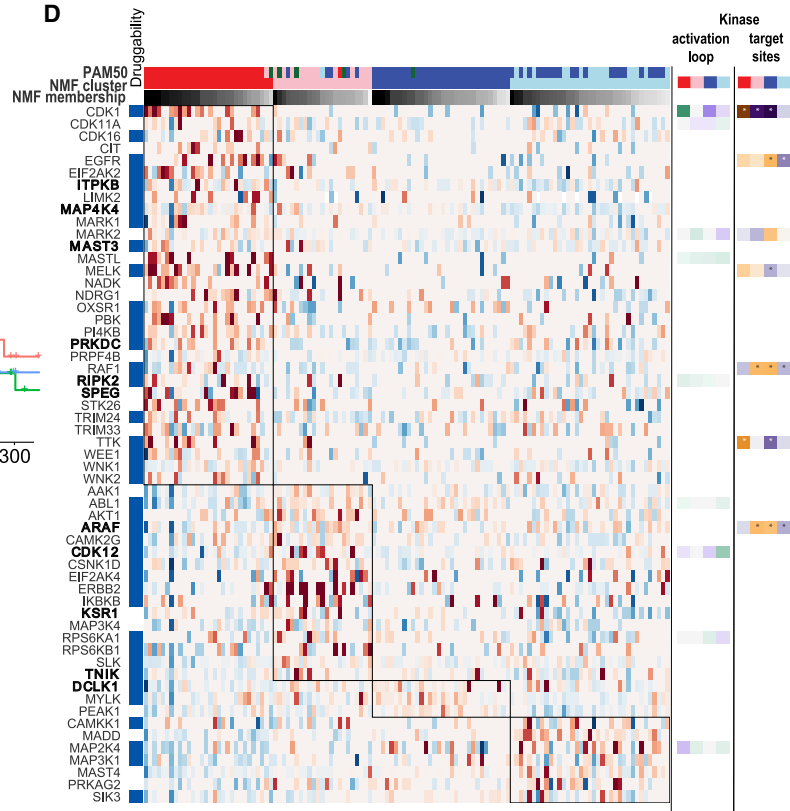 D
Druggability
Kinase
activation target
loop sites
PAM50
NMF cluster
NMF membership
CDK1
CDK11A
CDK16
CIT
EGFR
EIF2AK2
ITPKB
LIMK2
MAP4K4
MARK1
MARK2
MAST3
MASTL
MELK
NADK
NDRG1
OXSR1
PBK
PI4KB
PRKDC
PRPF4B
RAF1
RIPK2
SPEG
STK26
TRIM24
TRIM33
TTK
WEE1
WNK1
WNK2
AAK1
ABL1
AKT1
ARAF
CAMK2G
CDK12
CSNK1D
EIF2AK4
ERBB2
IKBKB
KSR1
MAP3K4
RPS6KA1
RPS6KB1
SLK
TNIK
DCLK1
MYLK
PEAK1
CAMKK1
MADD
MAP2K4
MAP3K1
MAST4
PRKAG2
SIK3
300